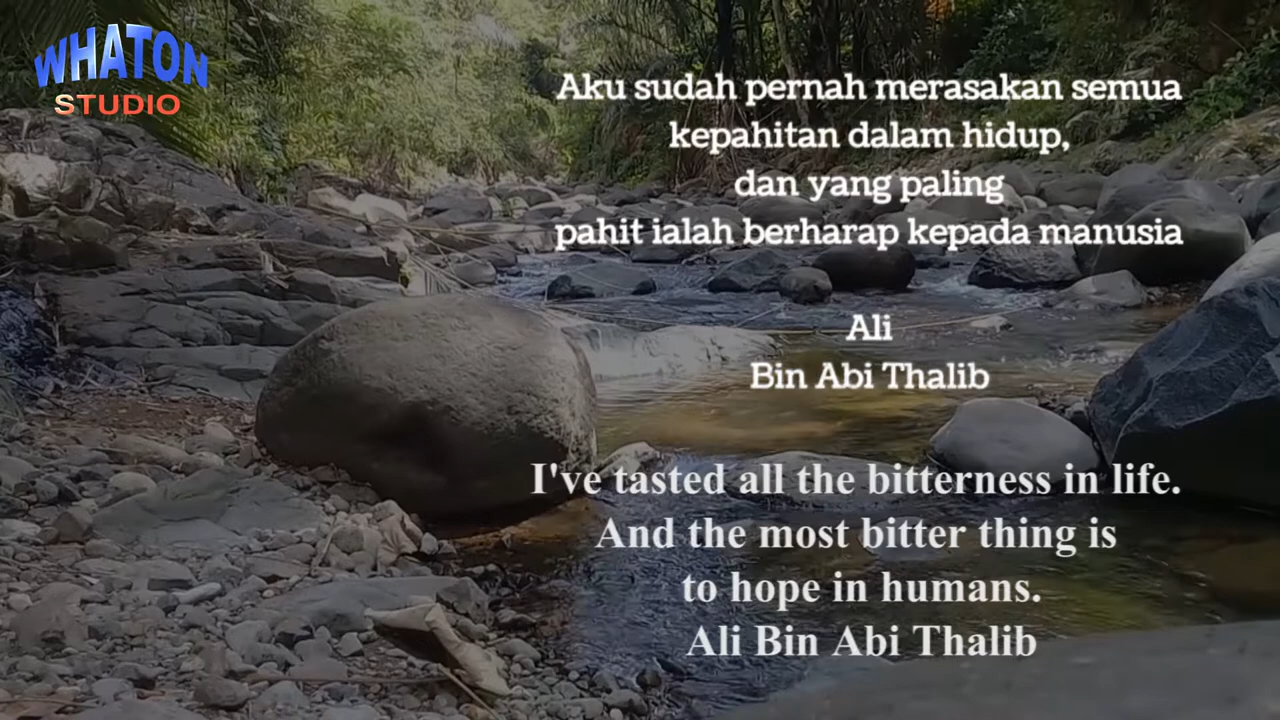 WHATON
STUDIO
Aku sudah pernah merasakan semua
kepahitan dalam hidup,
dan yang paling
pahit ialah berharap kepada manusia
Ali
Bin Abi Thalib
I've tasted all the bitterness in life.
And the most bitter thing is
to hope in humans.
Ali Bin Abi Thalib